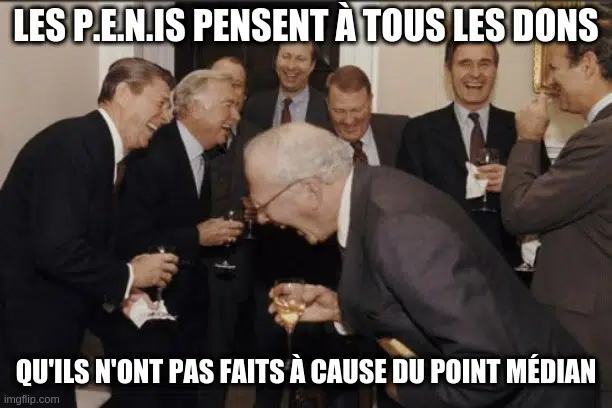 LES P.E.N.IS PENSENT À TOUS LES DONS
QU'ILS N'ONT PAS FAITS À CAUSE DU POINT MÉDIAN
imgflip.com